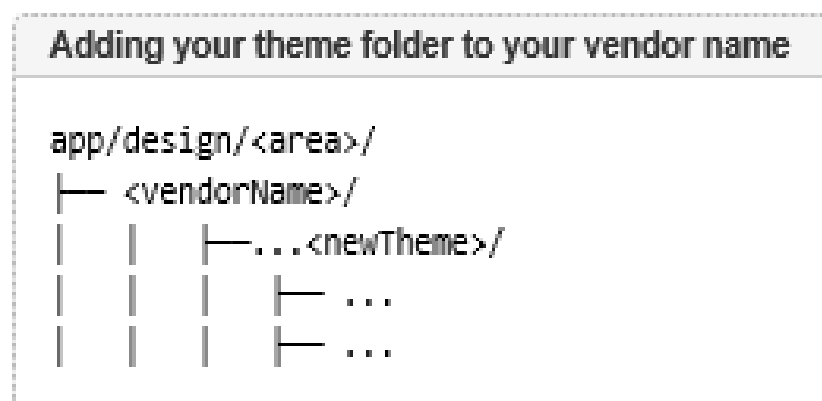 Adding your theme folder to your vendor name
app/design/<area>/
├── <vendorName>/
│   │   ├──...<newTheme>/
│   │   │   ├── ...
│   │   │   ├── ...